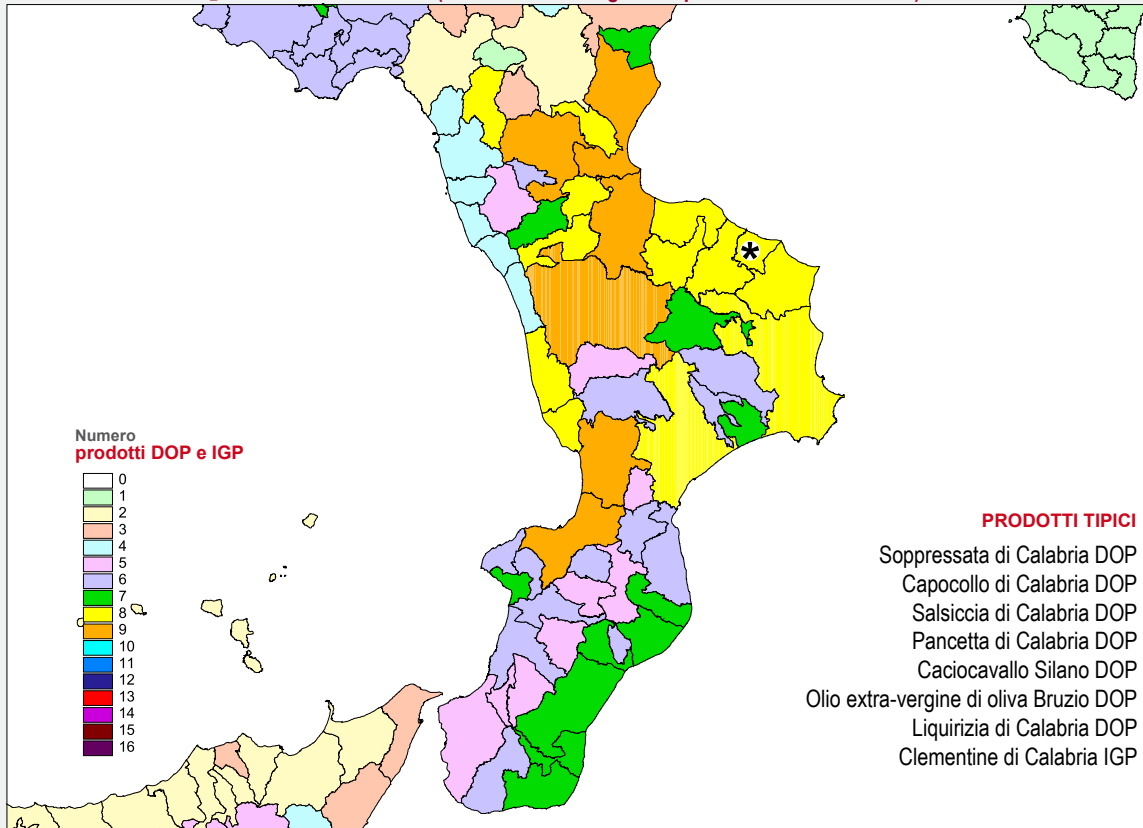 Numero
prodotti DOP e IGP
0
1
2
3
4
5
6
7
8
9
10
11
12
13
14
15
16
*
PRODOTTI TIPICI
Soppressata di Calabria DOP
Capocollo di Calabria DOP
Salsiccia di Calabria DOP
Pancetta di Calabria DOP
Caciocavallo Silano DOP
Olio extra-vergine di oliva Bruzio DOP
Liquirizia di Calabria DOP
Clementine di Calabria IGP